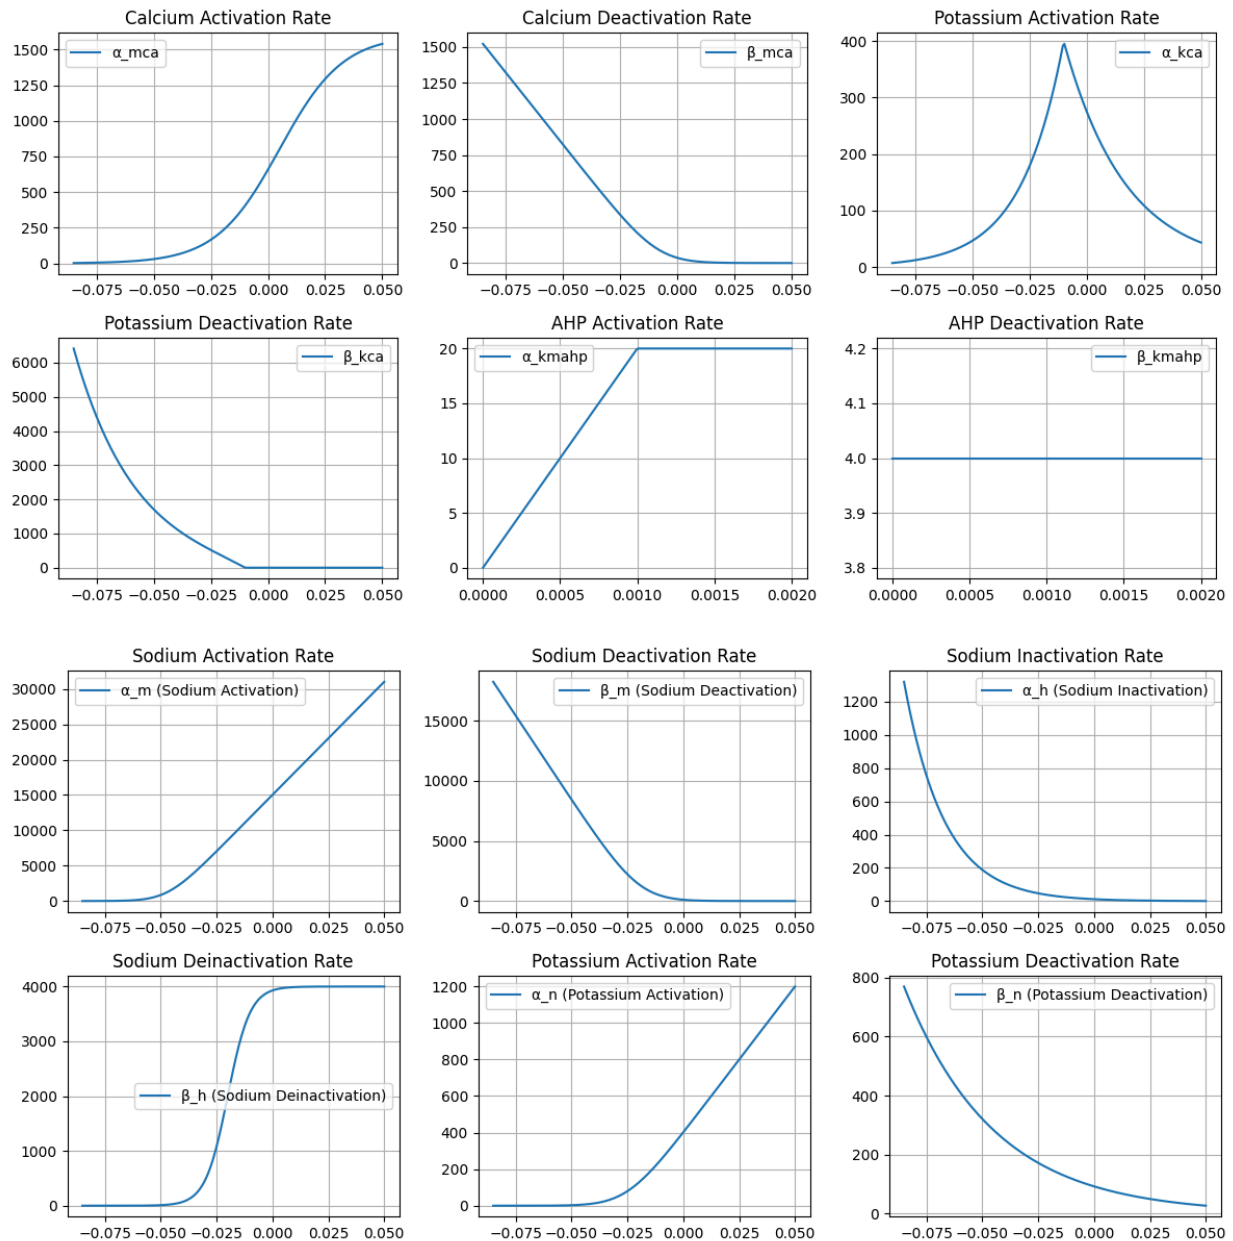 Calcium Activation Rate
α_mca
1500
1250
1000
750
500
250
0
−0.075 −0.050 −0.025 0.000 0.025 0.050
Calcium Deactivation Rate
β_mca
1500
1250
1000
750
500
250
0
−0.075 −0.050 −0.025 0.000 0.025 0.050
Potassium Activation Rate
α_kca
400
300
200
100
0
−0.075 −0.050 −0.025 0.000 0.025 0.050
Potassium Deactivation Rate
β_kca
6000
5000
4000
3000
2000
1000
0
−0.075 −0.050 −0.025 0.000 0.025 0.050
AHP Activation Rate
α_kmahp
20
15
10
5
0
0.0000 0.0005 0.0010 0.0015 0.0020
AHP Deactivation Rate
β_kmahp
4.2
4.1
4.0
3.9
3.8
0.0000 0.0005 0.0010 0.0015 0.0020
Sodium Activation Rate
α_m (Sodium Activation)
30000
25000
20000
15000
10000
5000
0
−0.075 −0.050 −0.025 0.000 0.025 0.050
Sodium Deactivation Rate
β_m (Sodium Deactivation)
15000
10000
5000
0
−0.075 −0.050 −0.025 0.000 0.025 0.050
Sodium Inactivation Rate
α_h (Sodium Inactivation)
1200
1000
800
600
400
200
0
−0.075 −0.050 −0.025 0.000 0.025 0.050
Sodium Deinactivation Rate
4000
3000
2000
1000
0
β_h (Sodium Deinactivation)
−0.075 −0.050 −0.025 0.000 0.025 0.050
Potassium Activation Rate
α_n (Potassium Activation)
1200
1000
800
600
400
200
0
−0.075 −0.050 −0.025 0.000 0.025 0.050
Potassium Deactivation Rate
β_n (Potassium Deactivation)
800
600
400
200
0
−0.075 −0.050 −0.025 0.000 0.025 0.050